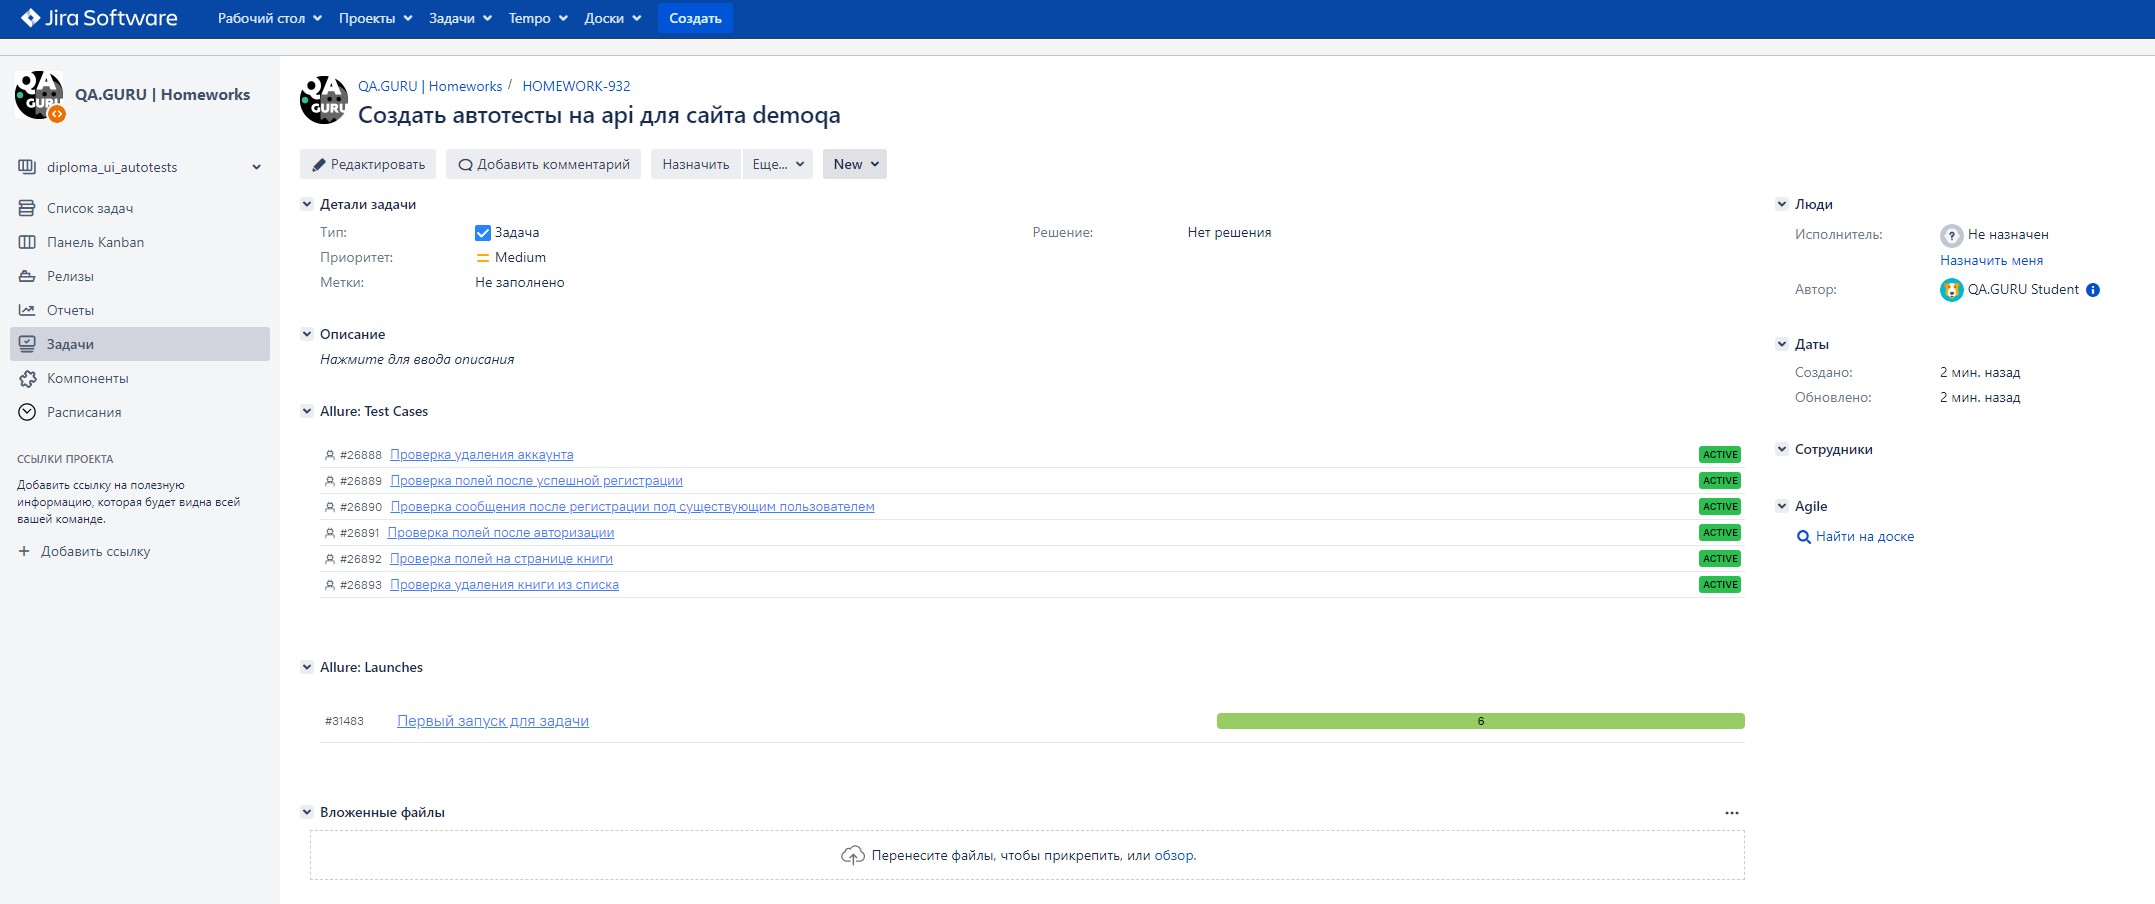 Jira Software
Рабочий стол Проекты Задачи Tempo Доски Создать
QA GURU
QA.GURU | Homeworks
diploma_ui_autotests
Список задач
Панель Kanban
Релизы
Отчеты
Задачи
Компоненты
Расписания
ССЫЛКИ ПРОЕКТА
Добавить ссылку на полезную
информацию, которая будет видна всей
вашей команде.
+ Добавить ссылку
QA GURU
QA.GURU | Homeworks / HOMEWORK-932
Создать автотесты на api для сайта demoqa
Редактировать Добавить комментарий Назначить Еще... New
Детали задачи
Тип: Задача
Приоритет: Medium
Метки: Не заполнено
Решение: Нет решения
Описание
Нажмите для ввода описания
Allure: Test Cases
#26888 Проверка удаления аккаунта ACTIVE
#26889 Проверка полей после успешной регистрации ACTIVE
#26890 Проверка сообщения после регистрации под существующим пользователем ACTIVE
#26891 Проверка полей после авторизации ACTIVE
#26892 Проверка полей на странице книги ACTIVE
#26893 Проверка удаления книги из списка ACTIVE
Allure: Launches
#31483 Первый запуск для задачи 6
Вложенные файлы ...
Перенесите файлы, чтобы прикрепить, или обзор.
Люди
Исполнитель: Не назначен
Назначить меня
Автор: QA.GURU Student
Даты
Создано: 2 мин. назад
Обновлено: 2 мин. назад
Сотрудники
Agile
Найти на доске